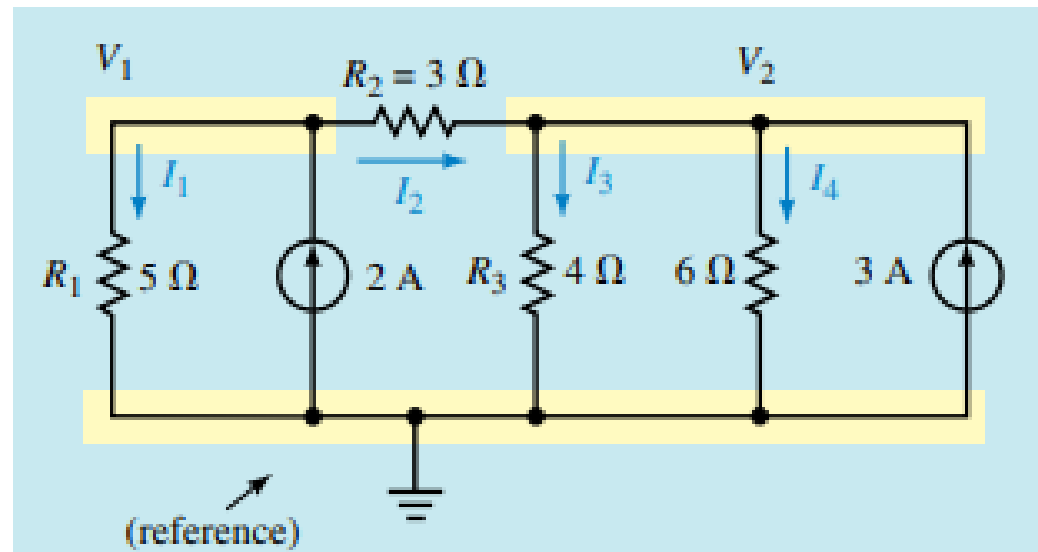 V₁
R₂ = 3 Ω
V₂
I₁
I₂
I₃
I₄
R₁
5 Ω
2 A
R₃
4 Ω
6 Ω
3 A
(reference)